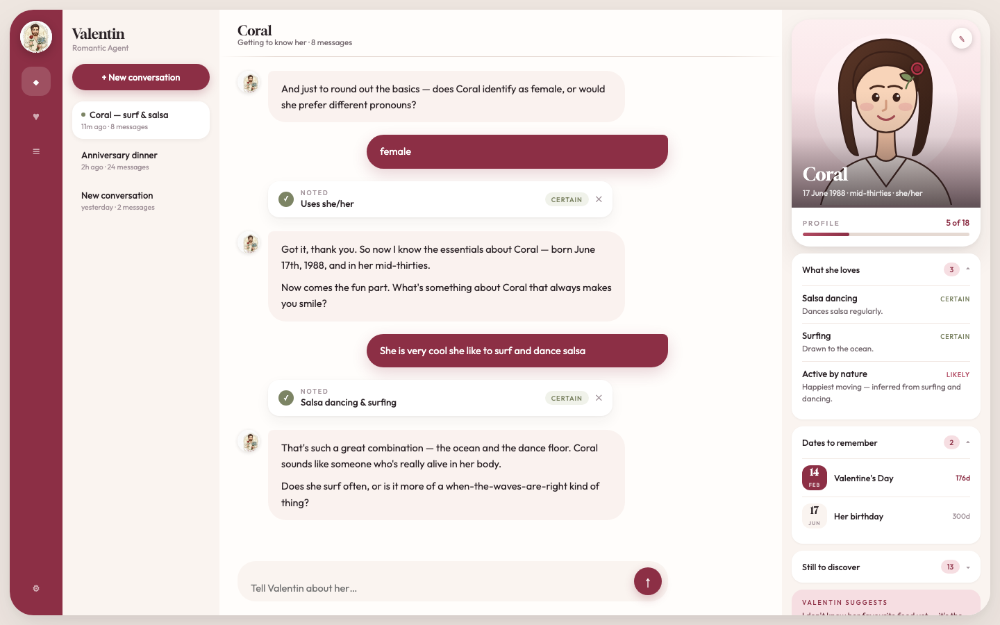 Valentin
Romantic Agent
+ New conversation
Coral — surf & salsa
11m ago · 8 messages
Anniversary dinner
2h ago · 24 messages
New conversation
yesterday · 2 messages
Coral
Getting to know her · 8 messages
And just to round out the basics — does Coral identify as female, or would
she prefer different pronouns?
female
NOTED
Uses she/her
CERTAIN
Got it, thank you. So now I know the essentials about Coral — born June
17th, 1988, and in her mid-thirties.
Now comes the fun part. What's something about Coral that always makes
you smile?
She is very cool she like to surf and dance salsa
NOTED
Salsa dancing & surfing
CERTAIN
That's such a great combination — the ocean and the dance floor. Coral
sounds like someone who's really alive in her body.
Does she surf often, or is it more of a when-the-waves-are-right kind of
thing?
Tell Valentin about her…
Coral
17 June 1988 · mid-thirties · she/her
PROFILE
5 of 18
What she loves
3
Salsa dancing
CERTAIN
Dances salsa regularly.
Surfing
CERTAIN
Drawn to the ocean.
Active by nature
LIKELY
Happiest moving — inferred from surfing and
dancing.
Dates to remember
2
14
FEB
Valentine's Day
176d
17
JUN
Her birthday
300d
Still to discover
13
VALENTIN SUGGESTS
I don't know her favourite food yet — it's the